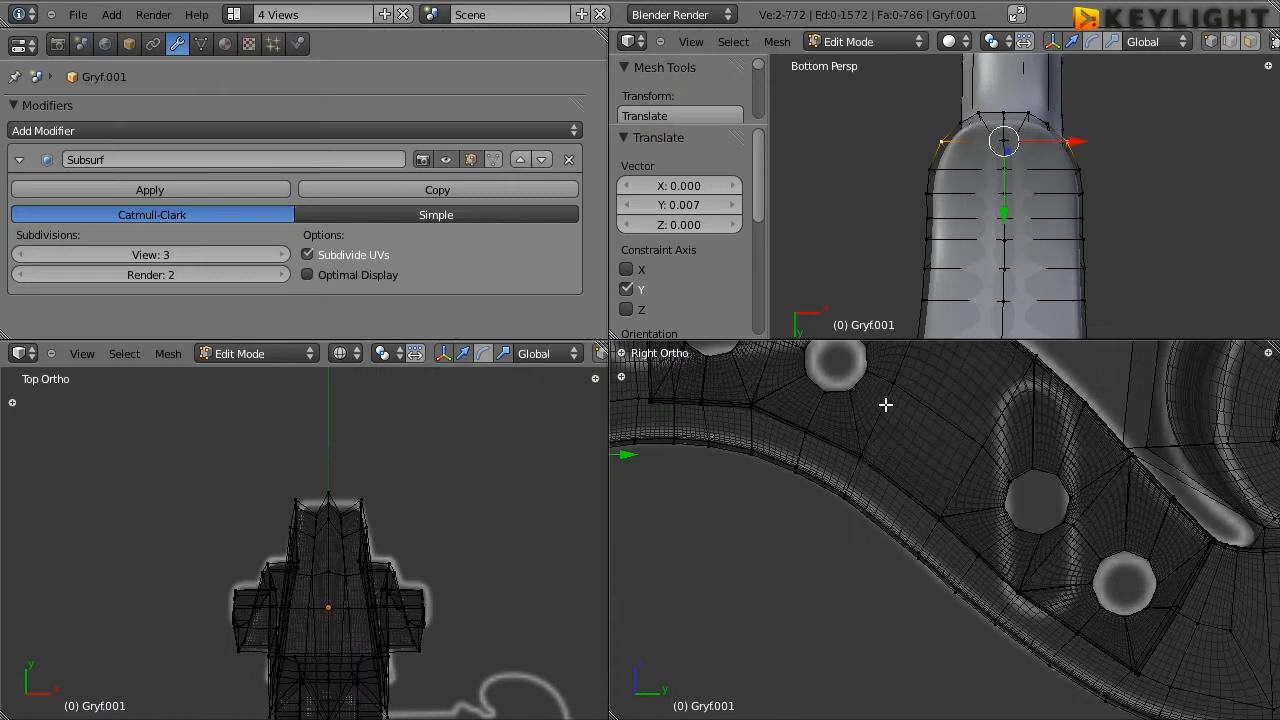 File Add Render Help 4 Views Scene Blender Render Ve:2-772 | Ed:0-1572 | Fa:0-786 | Gryf.001 KEYLIGHT
View Select Mesh Edit Mode Global
Gryf.001
Modifiers
Add Modifier
Subsurf
Apply Copy
Catmull-Clark Simple
Subdivisions: Options:
View: 3 Subdivide UVs
Render: 2 Optimal Display
Mesh Tools
Transform:
Translate
Translate
Vector
X: 0.000
Y: 0.007
Z: 0.000
Constraint Axis
X
Y
Z
Orientation
Bottom Persp
x
y
(0) Gryf.001
View Select Mesh Edit Mode Global
Top Ortho
y
x
(0) Gryf.001
Right Ortho
z
y
(0) Gryf.001